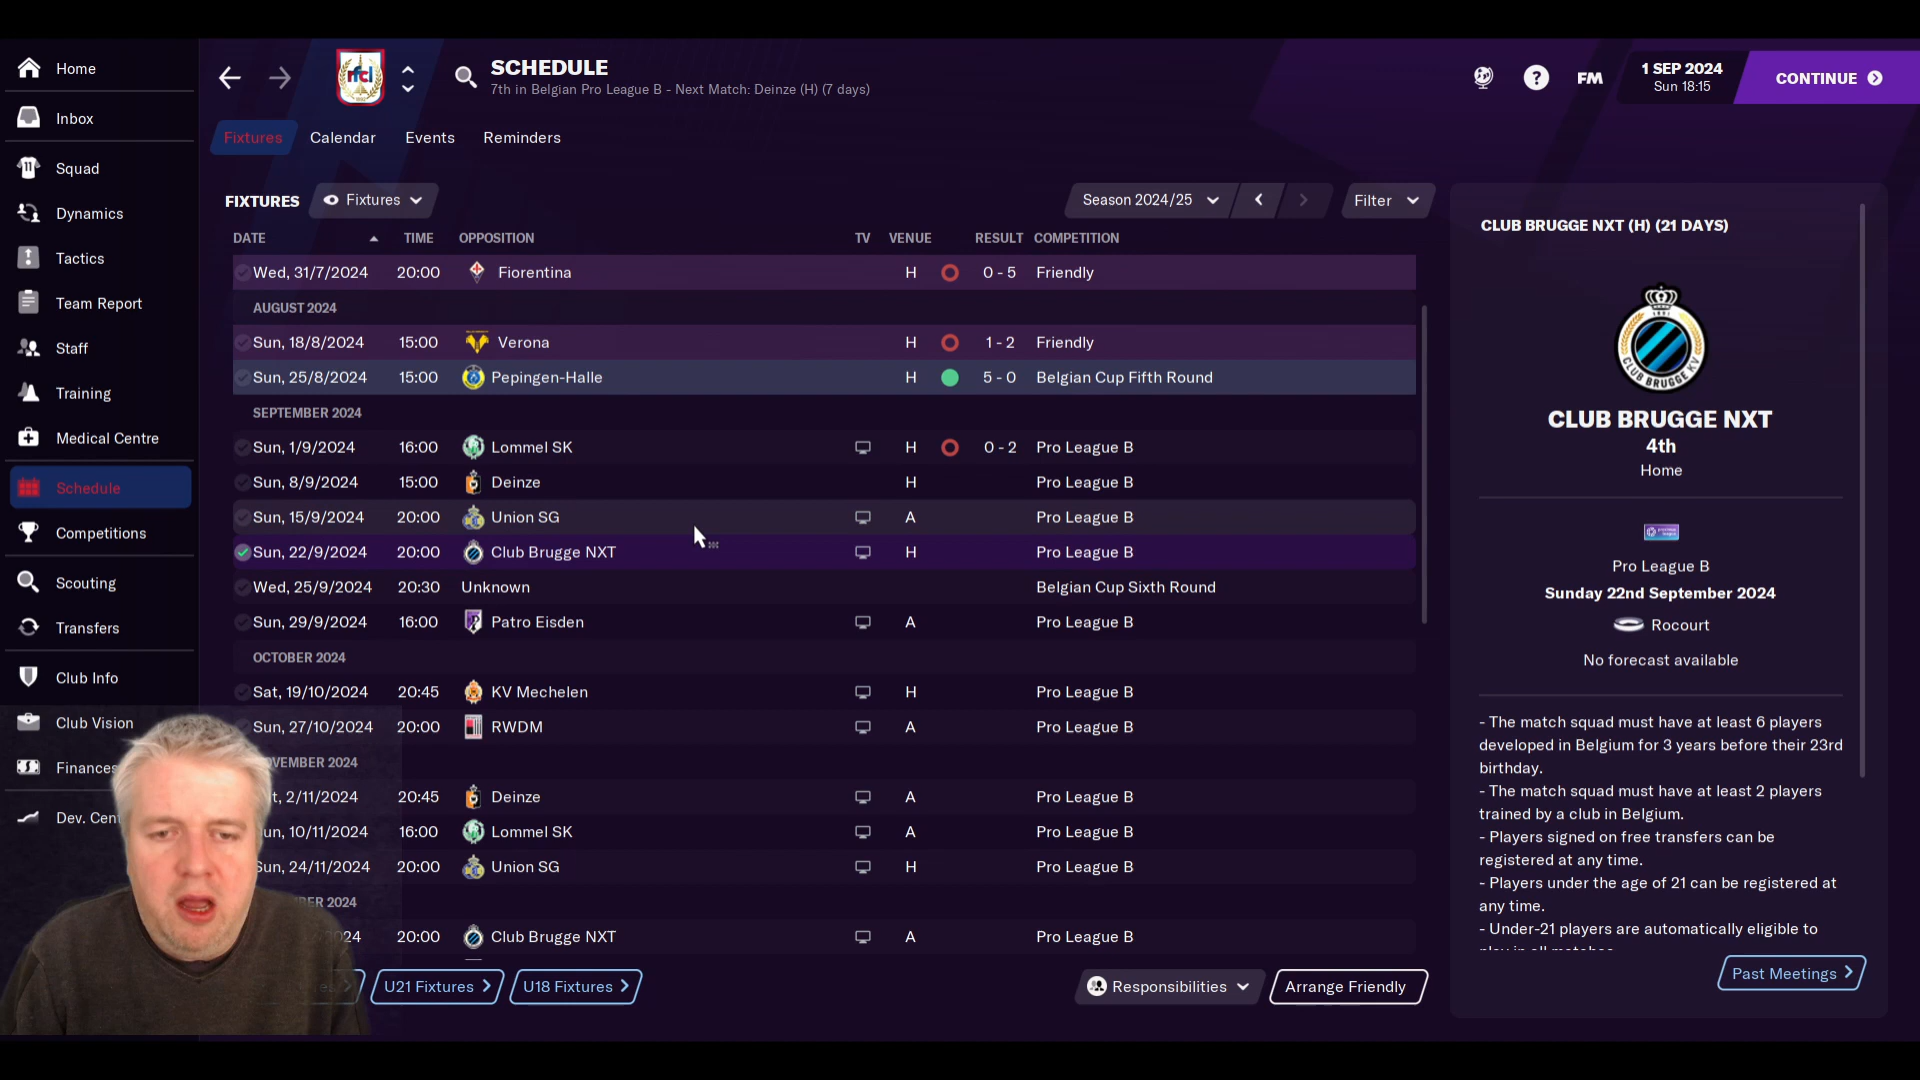 Home
Inbox
Squad
Dynamics
Tactics
Team Report
Staff
Training
Medical Centre
Schedule
Competitions
Scouting
Transfers
Club Info
Club Vision
Finances
Dev. Cent
rfcl
SCHEDULE
7th in Belgian Pro League B - Next Match: Deinze (H) (7 days)
FM
1 SEP 2024
Sun 18:15
CONTINUE
Fixtures Calendar Events Reminders
FIXTURES Fixtures Season 2024/25 Filter
DATE TIME OPPOSITION TV VENUE RESULT COMPETITION
Wed, 31/7/2024 20:00 Fiorentina H 0 - 5 Friendly
AUGUST 2024
Sun, 18/8/2024 15:00 Verona H 1 - 2 Friendly
Sun, 25/8/2024 15:00 Pepingen-Halle H 5 - 0 Belgian Cup Fifth Round
SEPTEMBER 2024
Sun, 1/9/2024 16:00 Lommel SK H 0 - 2 Pro League B
Sun, 8/9/2024 15:00 Deinze H Pro League B
Sun, 15/9/2024 20:00 Union SG A Pro League B
Sun, 22/9/2024 20:00 Club Brugge NXT H Pro League B
Wed, 25/9/2024 20:30 Unknown Belgian Cup Sixth Round
Sun, 29/9/2024 16:00 Patro Eisden A Pro League B
OCTOBER 2024
Sat, 19/10/2024 20:45 KV Mechelen H Pro League B
Sun, 27/10/2024 20:00 RWDM A Pro League B
OVEMBER 2024
t, 2/11/2024 20:45 Deinze A Pro League B
un, 10/11/2024 16:00 Lommel SK A Pro League B
Sun, 24/11/2024 20:00 Union SG H Pro League B
BER 2024
024 20:00 Club Brugge NXT A Pro League B
U21 Fixtures U18 Fixtures Responsibilities Arrange Friendly
CLUB BRUGGE NXT (H) (21 DAYS)
CLUB BRUGGE KV
CLUB BRUGGE NXT
4th
Home
Pro League B
Sunday 22nd September 2024
Rocourt
No forecast available
- The match squad must have at least 6 players
developed in Belgium for 3 years before their 23rd
birthday.
- The match squad must have at least 2 players
trained by a club in Belgium.
- Players signed on free transfers can be
registered at any time.
- Players under the age of 21 can be registered at
any time.
- Under-21 players are automatically eligible to
Past Meetings